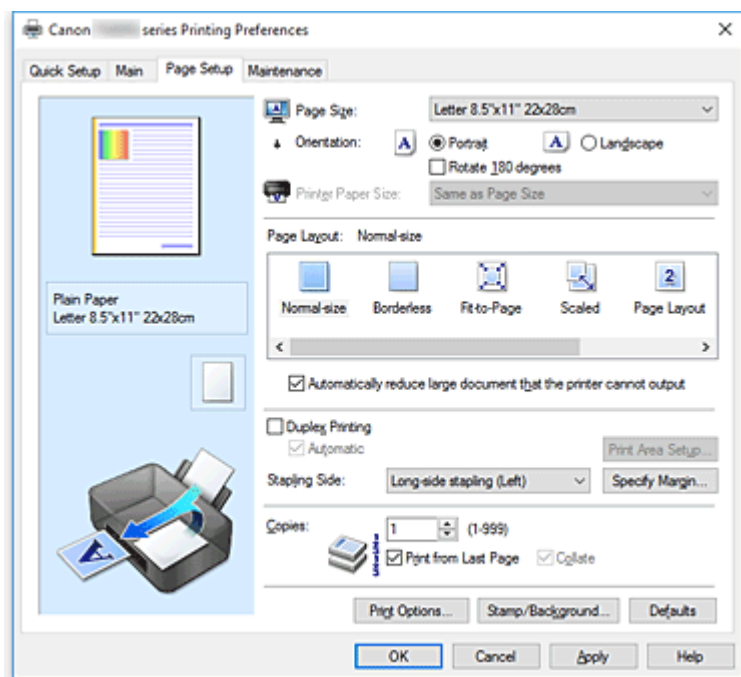 Canon series Printing Preferences
Quick Setup Main Page Setup Maintenance
Page Size: Letter 8.5"x11" 22x28cm
Orientation: A Portrait A Landscape
Rotate 180 degrees
Printer Paper Size: Same as Page Size
Page Layout: Normal-size
2
Normal-size Borderless Fit-to-Page Scaled Page Layout
Plain Paper
Letter 8.5"x11" 22x28cm
Automatically reduce large document that the printer cannot output
Duplex Printing
Automatic Print Area Setup...
Stapling Side: Long-side stapling (Left) Specify Margin...
Copies: 1 (1-999)
Print from Last Page Collate
A
Print Options... Stamp/Background... Defaults
OK Cancel Apply Help